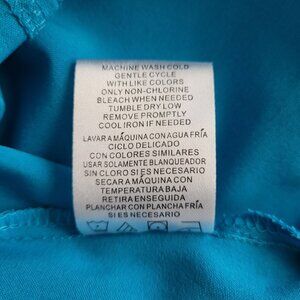 MACHINE WASH COLD
GENTLE CYCLE
WITH LIKE COLORS
ONLY NON-CHLORINE
BLEACH WHEN NEEDED
TUMBLE DRY LOW
REMOVE PROMPTLY
COOL IRON IF NEEDED
LAVAR A MÁQUINA CON AGUA FRÍA
CICLO DELICADO
CON COLORES SIMILARES
USAR SOLAMENTE BLANQUEADOR
SIN CLORO SI ES NECESARIO
SECAR A MÁQUINA CON
TEMPERATURA BAJA
RETIRA ENSEGUIDA
PLANCHAR CON PLANCHA FRÍA
SI ES NECESARIO